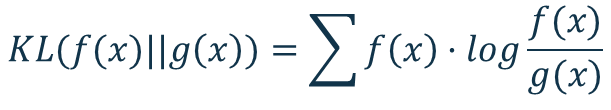 KL(f(x)||g(x)) = ∑ f(x) · log f(x)/g(x)